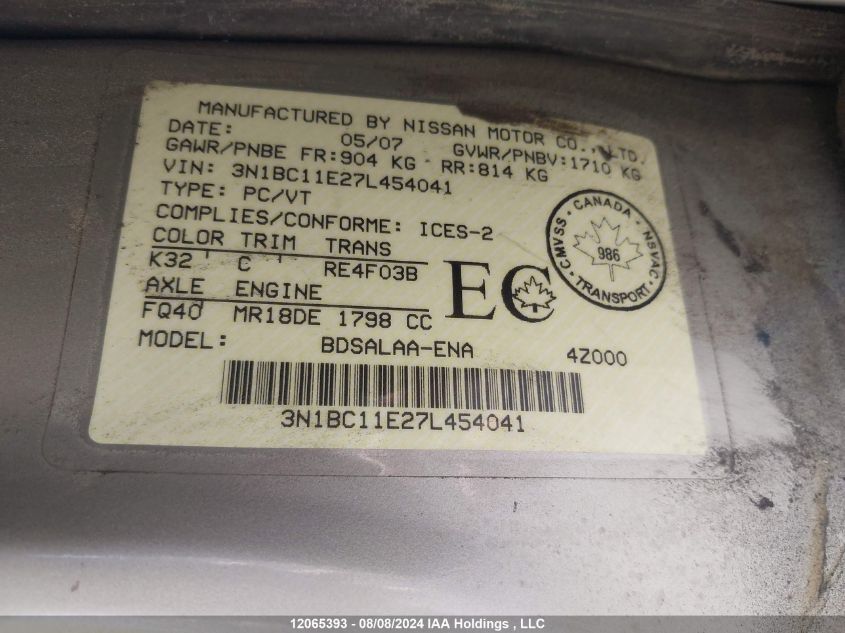 MANUFACTURED BY NISSAN MOTOR CO., LTD.
DATE: 05/07 GVWR/PNBV:1710 KG
GAWR/PNBE FR:904 KG RR:814 KG
VIN: 3N1BC11E27L454041
TYPE: PC/VT
COMPLIES/CONFORME: ICES-2
COLOR TRIM TRANS
K32 C RE4F03B
AXLE ENGINE
FQ40 MR18DE 1798 CC
EC
CANADA
CMVSS NSVAC
986
TRANSPORT
MODEL: BDSALAA-ENA 4Z000
3N1BC11E27L454041
12065393 - 08/08/2024 IAA Holdings , LLC